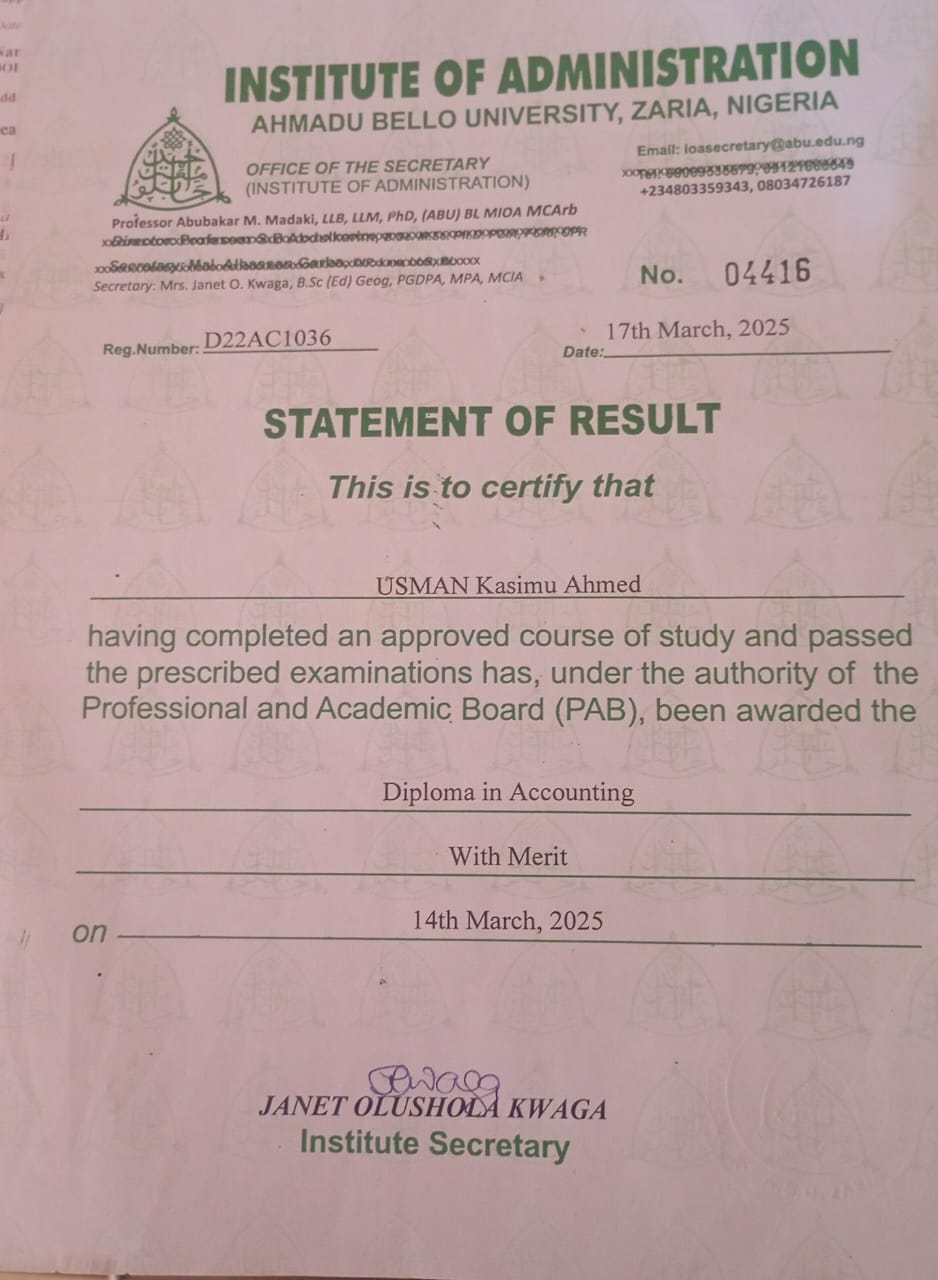 INSTITUTE OF ADMINISTRATION
AHMADU BELLO UNIVERSITY, ZARIA, NIGERIA
OFFICE OF THE SECRETARY
(INSTITUTE OF ADMINISTRATION)
Email: ioasecretary@abu.edu.ng
+234803359343, 08034726187
Professor Abubakar M. Madaki, LLB, LLM, PhD, (ABU) BL MIOA MCArb
Secretary: Mrs. Janet O. Kwaga, B.Sc (Ed) Geog, PGDPA, MPA, MCIA
No. 04416
Reg.Number: D22AC1036
Date: 17th March, 2025
STATEMENT OF RESULT
This is to certify that
USMAN Kasimu Ahmed
having completed an approved course of study and passed
the prescribed examinations has, under the authority of the
Professional and Academic Board (PAB), been awarded the
Diploma in Accounting
With Merit
on 14th March, 2025
JANET OLUSHOLA KWAGA
Institute Secretary